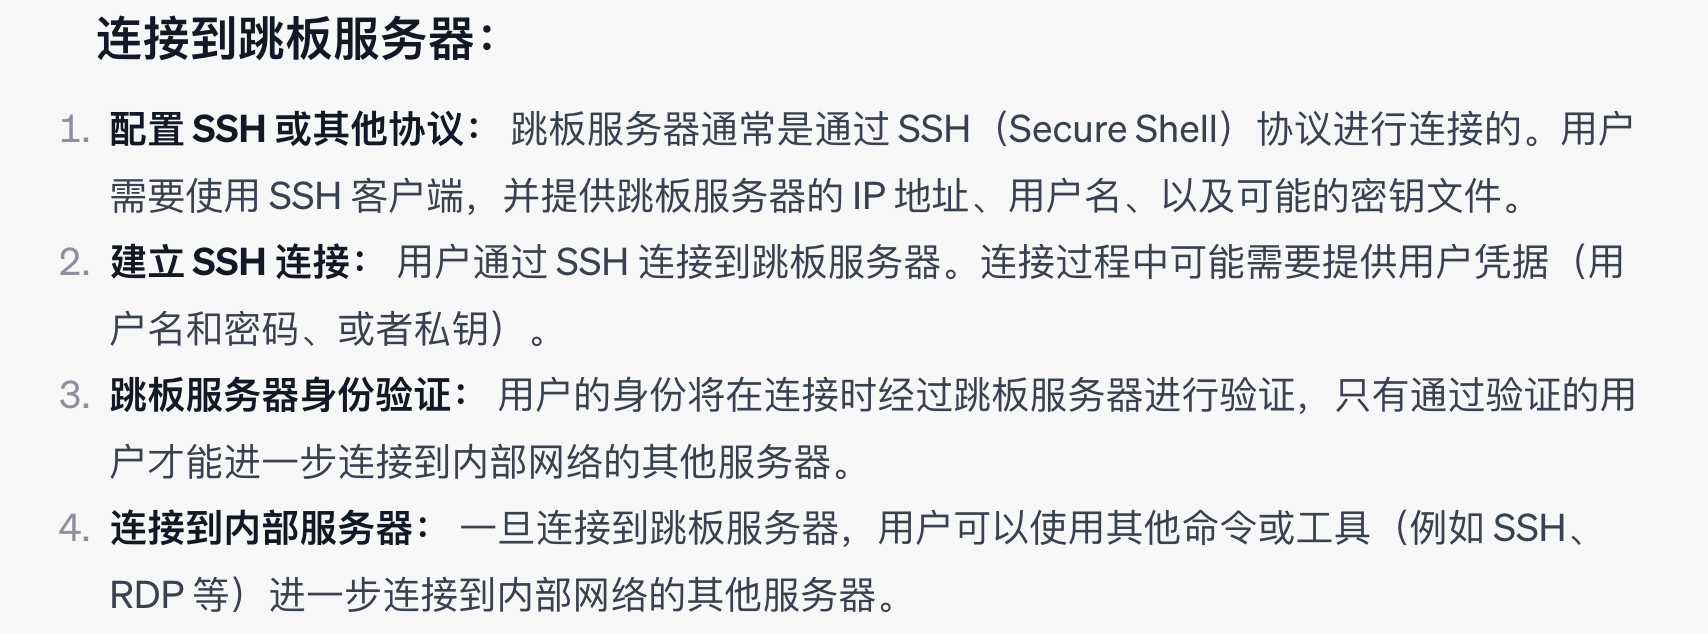 连接到跳板服务器：
1. 配置 SSH 或其他协议： 跳板服务器通常是通过 SSH（Secure Shell）协议进行连接的。用户
需要使用 SSH 客户端，并提供跳板服务器的 IP 地址、用户名、以及可能的密钥文件。
2. 建立 SSH 连接： 用户通过 SSH 连接到跳板服务器。连接过程中可能需要提供用户凭据（用
户名和密码、或者私钥）。
3. 跳板服务器身份验证： 用户的身份将在连接时经过跳板服务器进行验证，只有通过验证的用
户才能进一步连接到内部网络的其他服务器。
4. 连接到内部服务器： 一旦连接到跳板服务器，用户可以使用其他命令或工具（例如 SSH、
RDP 等）进一步连接到内部网络的其他服务器。